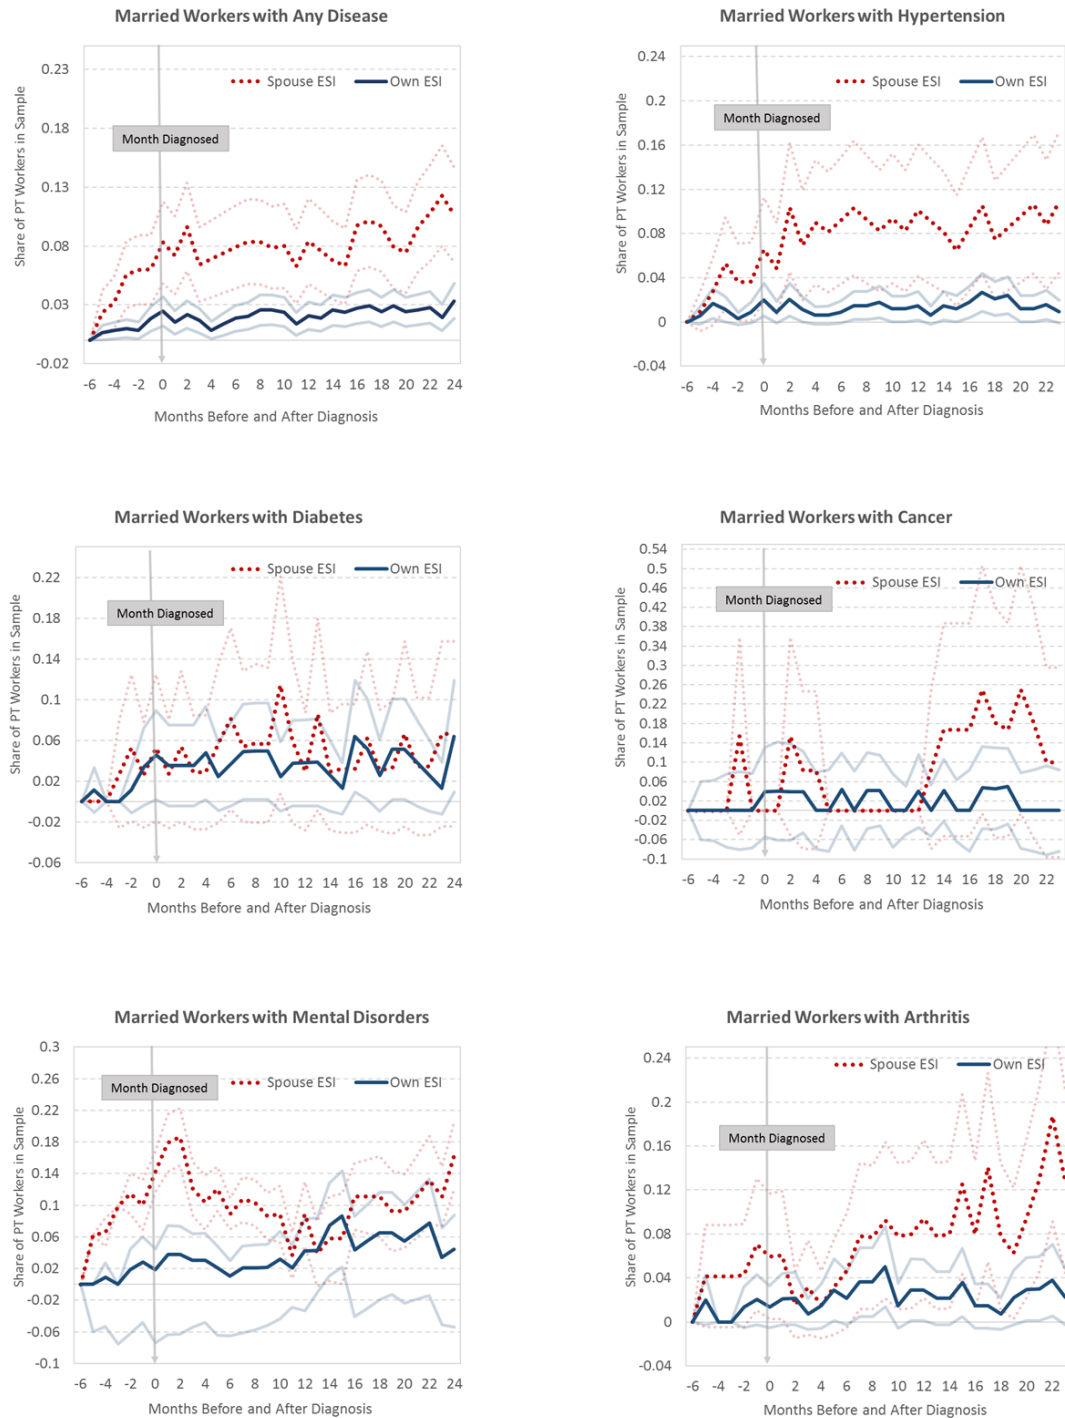 Married Workers with Any Disease
Share of PT Workers in Sample
0.23
0.18
0.13
0.08
0.03
-0.02
Spouse ESI
Own ESI
Month Diagnosed
-6 -4 -2 0 2 4 6 8 10 12 14 16 18 20 22 24
Months Before and After Diagnosis
Married Workers with Hypertension
Share of PT Workers in Sample
0.24
0.2
0.16
0.12
0.08
0.04
0
-0.04
Spouse ESI
Own ESI
Month Diagnosed
-6 -4 -2 0 2 4 6 8 10 12 14 16 18 20 22
Months Before and After Diagnosis
Married Workers with Diabetes
Share of PT Workers in Sample
0.22
0.18
0.14
0.1
0.06
0.02
-0.02
-0.06
Spouse ESI
Own ESI
Month Diagnosed
-6 -4 -2 0 2 4 6 8 10 12 14 16 18 20 22 24
Months Before and After Diagnosis
Married Workers with Cancer
Share of PT Workers in Sample
0.54
0.5
0.46
0.42
0.38
0.34
0.3
0.26
0.22
0.18
0.14
0.1
0.06
0.02
-0.02
-0.06
-0.1
Spouse ESI
Own ESI
Month Diagnosed
-6 -4 -2 0 2 4 6 8 10 12 14 16 18 20 22
Months Before and After Diagnosis
Married Workers with Mental Disorders
Share of PT Workers in Sample
0.3
0.26
0.22
0.18
0.14
0.1
0.06
0.02
-0.02
-0.06
-0.1
Month Diagnosed
Spouse ESI
Own ESI
-6 -4 -2 0 2 4 6 8 10 12 14 16 18 20 22 24
Months Before and After Diagnosis
Married Workers with Arthritis
Share of PT Workers in Sample
0.24
0.2
0.16
0.12
0.08
0.04
0
-0.04
Spouse ESI
Own ESI
Month Diagnosed
-6 -4 -2 0 2 4 6 8 10 12 14 16 18 20 22
Months Before and After Diagnosis